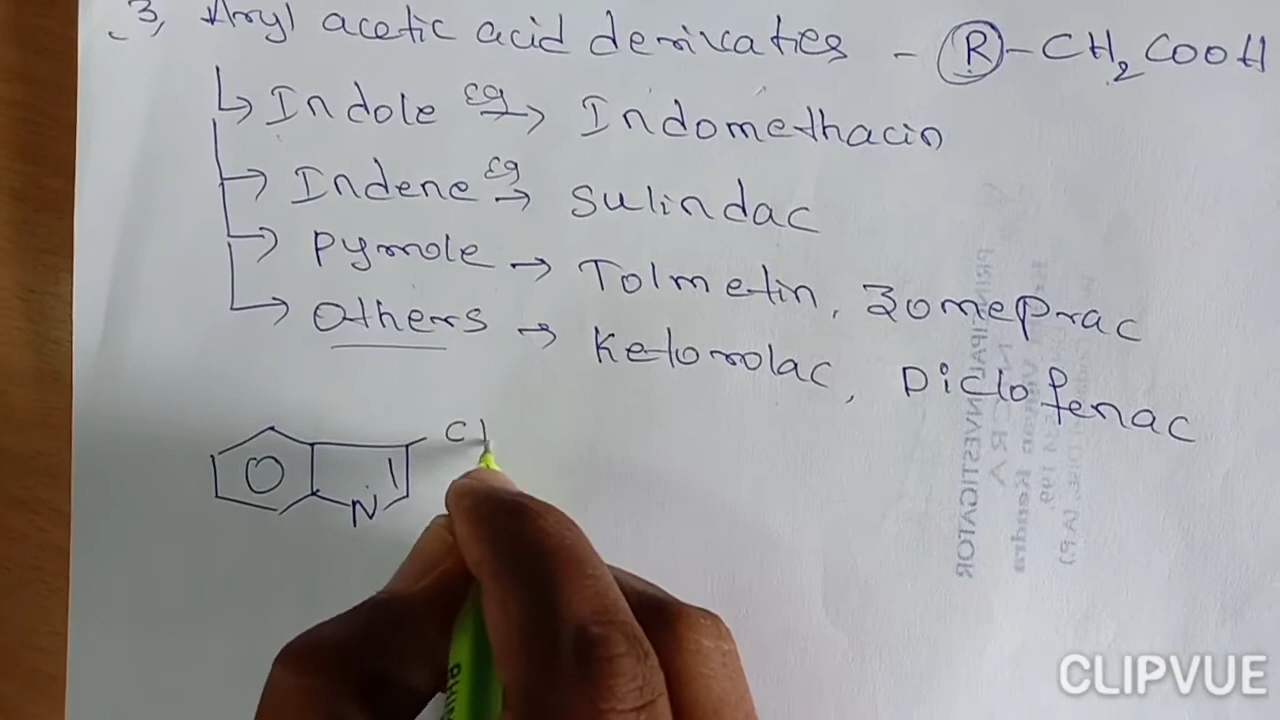 3, Aryl acetic acid derivaties - R-CH₂COOH
Indole eg → Indomethacin
Indene eg → Sulindac
Pyrrole → Tolmetin, Zomeprac
Others → Ketorolac, Diclofenac
CH
N
CLIPVUE